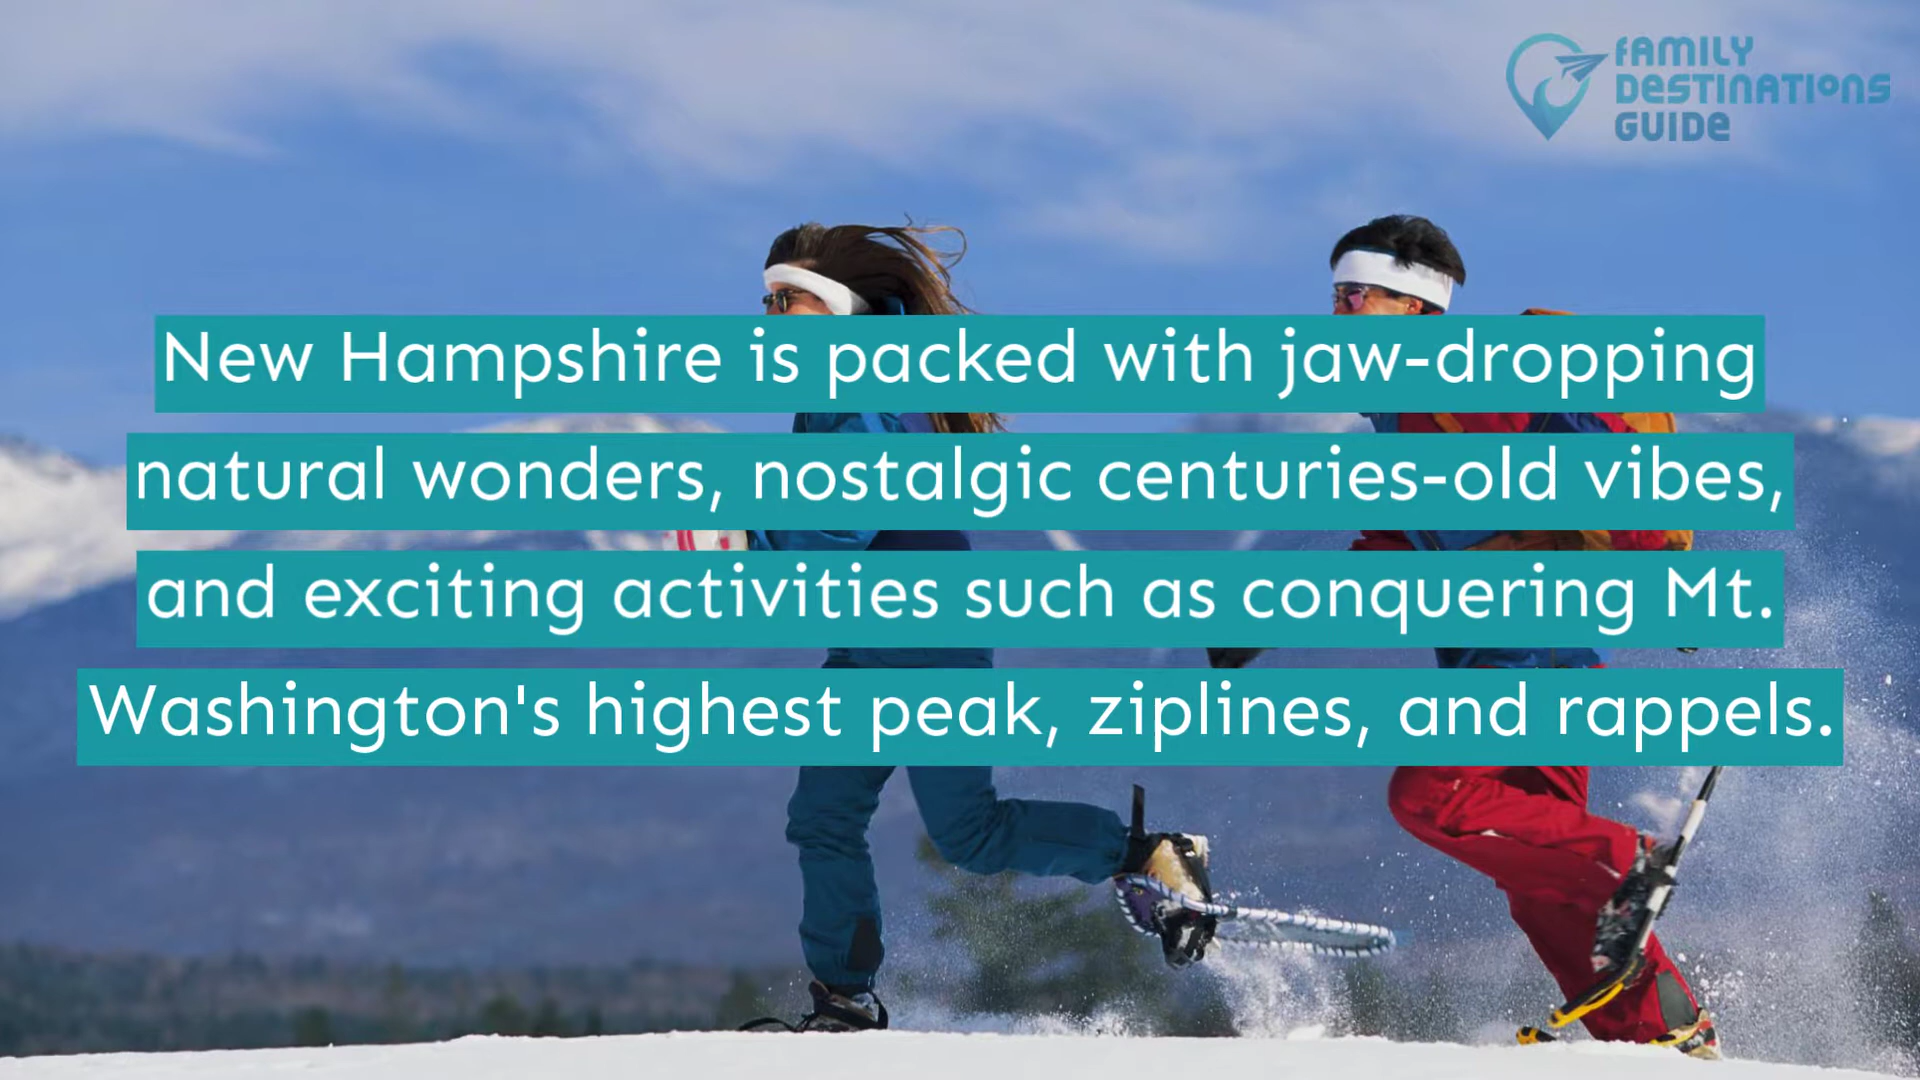 FAMILY
DESTINATIONS
GUIDE
New Hampshire is packed with jaw-dropping
natural wonders, nostalgic centuries-old vibes,
and exciting activities such as conquering Mt.
Washington's highest peak, ziplines, and rappels.